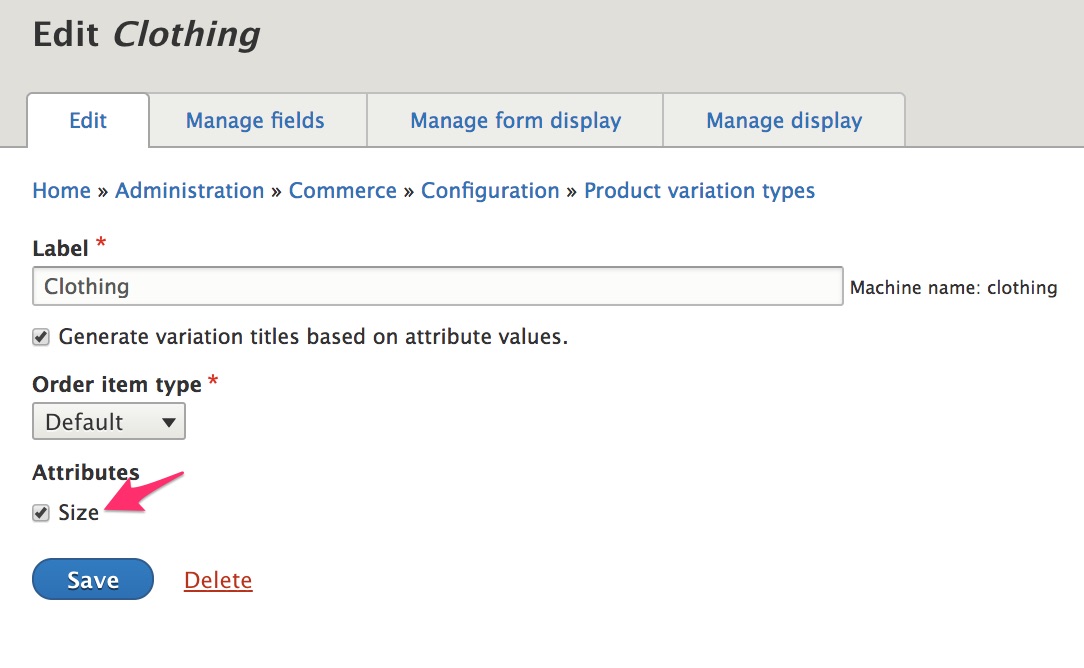 Edit Clothing
Edit Manage fields Manage form display Manage display
Home » Administration » Commerce » Configuration » Product variation types
Label *
Clothing Machine name: clothing
Generate variation titles based on attribute values.
Order item type *
Default
Attributes
Size
Save Delete